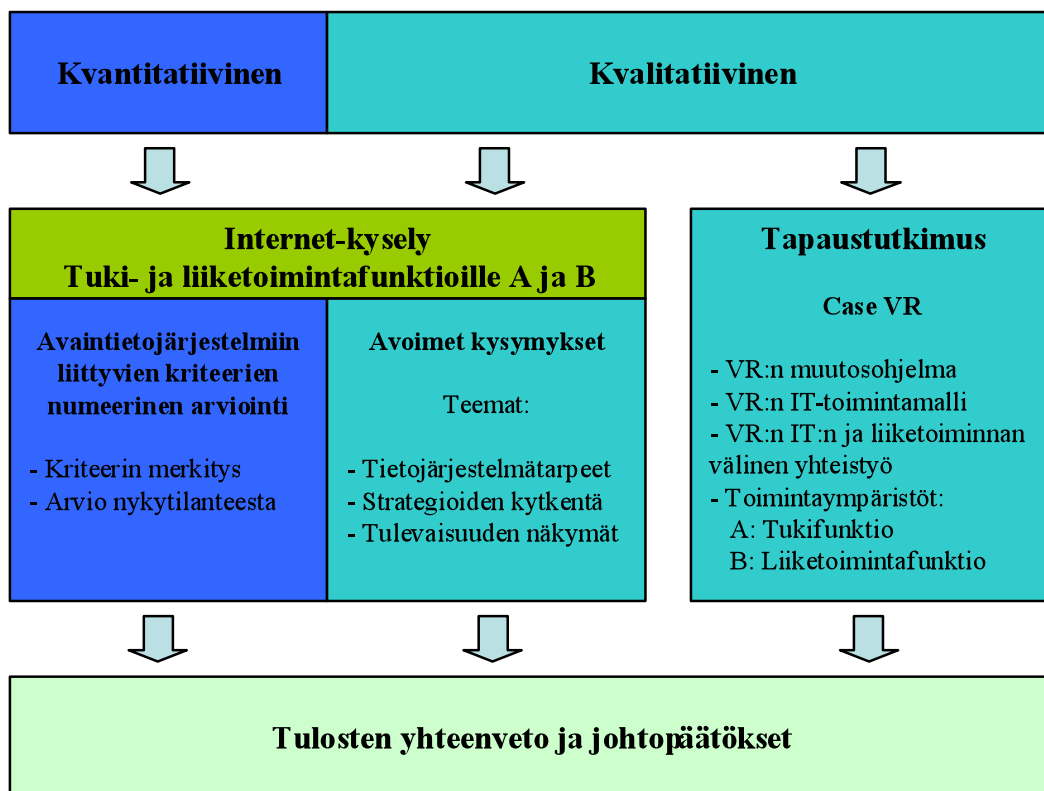 Kvantitatiivinen
Kvalitatiivinen
Internet-kysely
Tuki- ja liiketoimintafunktioille A ja B
Avaintietojärjestelmiin
liittyvien kriteerien
numeerinen arviointi
- Kriteerin merkitys
- Arvio nykytilanteesta
Avoimet kysymykset
Teemat:
- Tietojärjestelmätarpeet
- Strategioiden kytkentä
- Tulevaisuuden näkymät
Tapaustutkimus
Case VR
- VR:n muutosohjelma
- VR:n IT-toimintamalli
- VR:n IT:n ja liiketoiminnan
välinen yhteistyö
- Toimintaympäristöt:
A: Tukifunktio
B: Liiketoimintafunktio
Tulosten yhteenveto ja johtopäätökset